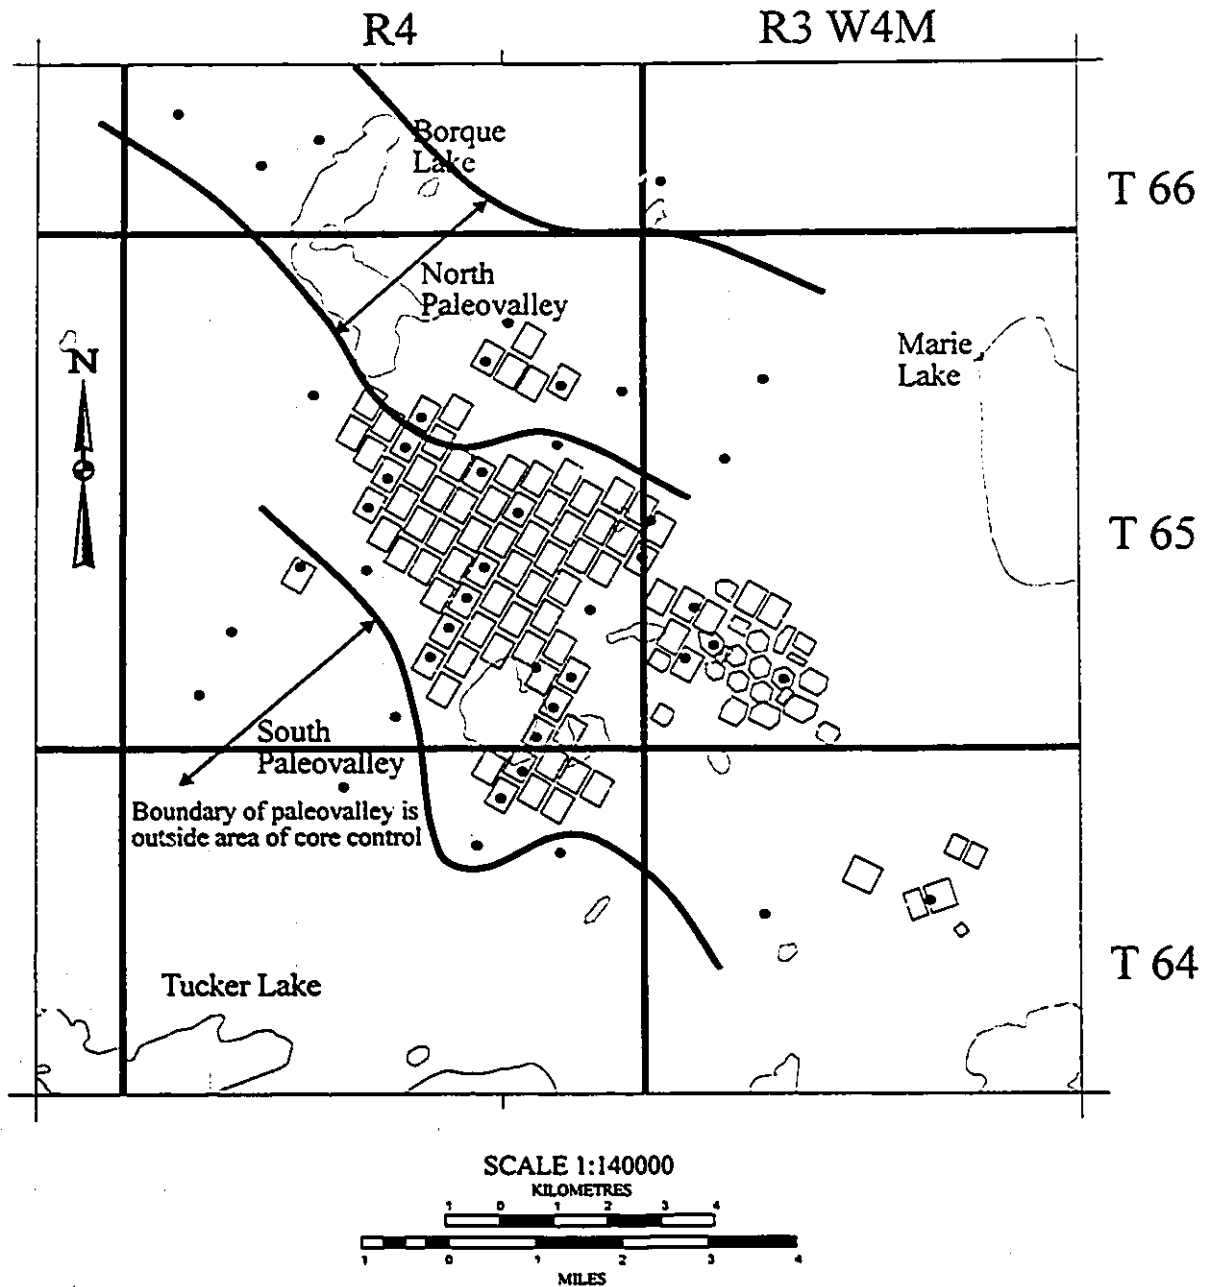 R4
R3 W4M
Borque
Lake
T 66
North
Paleovalley
Marie
Lake
N
T 65
South
Paleovalley
Boundary of paleovalley is
outside area of core control
T 64
Tucker Lake
SCALE 1:140000
KILOMETRES
1 0 1 2 3 4
1 0 1 2 3 4
MILES